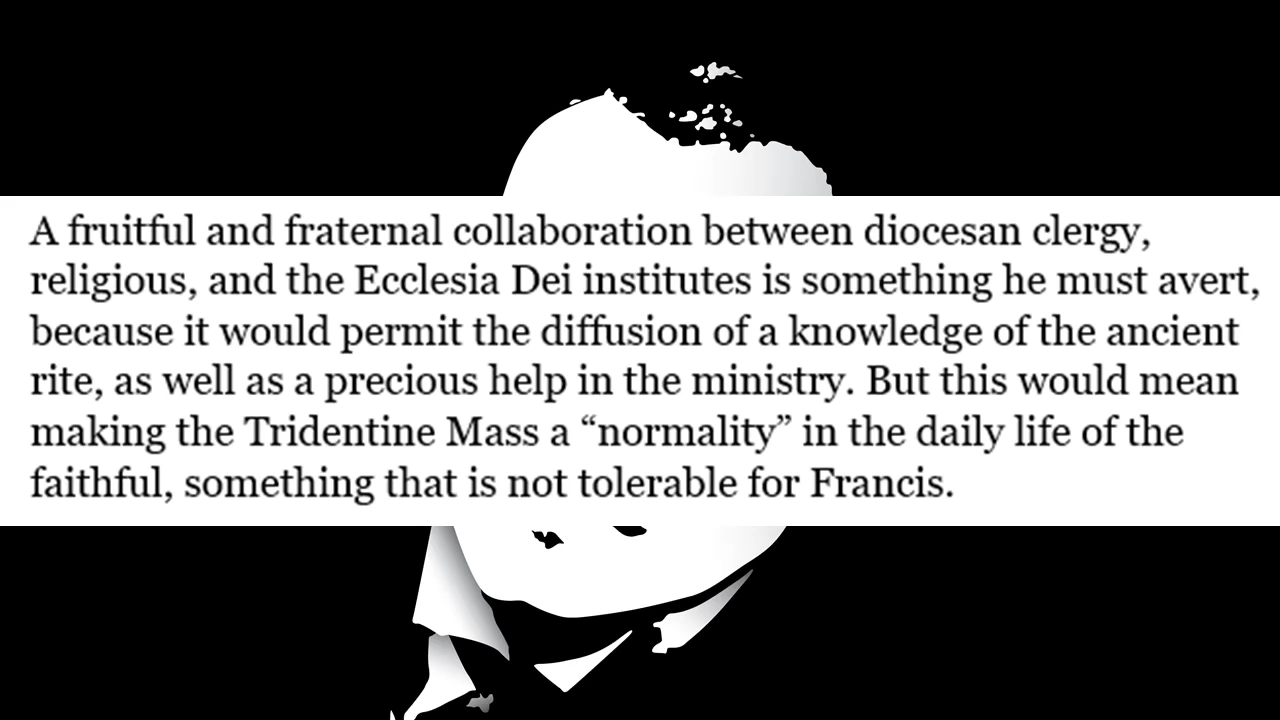 A fruitful and fraternal collaboration between diocesan clergy,
religious, and the Ecclesia Dei institutes is something he must avert,
because it would permit the diffusion of a knowledge of the ancient
rite, as well as a precious help in the ministry. But this would mean
making the Tridentine Mass a “normality” in the daily life of the
faithful, something that is not tolerable for Francis.